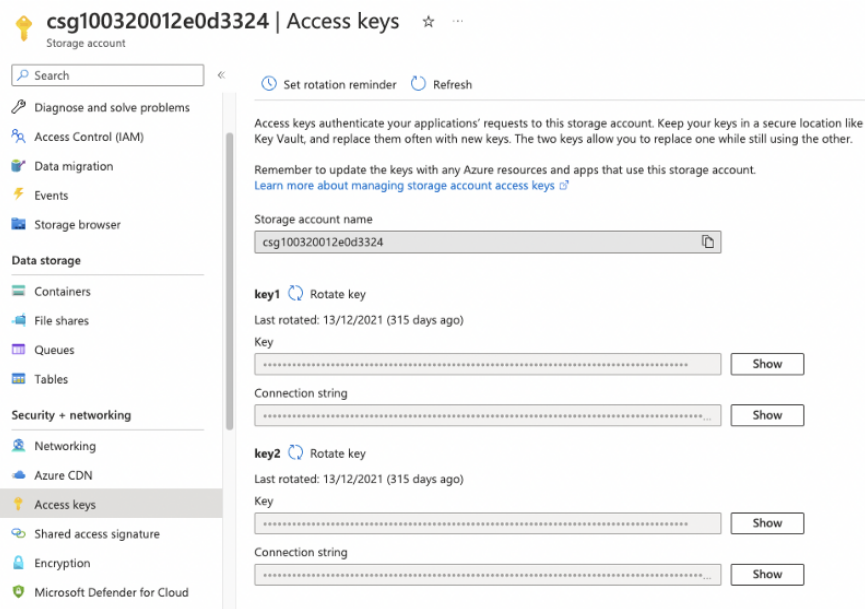 csg100320012e0d3324 | Access keys
Storage account
Search
Diagnose and solve problems
Access Control (IAM)
Data migration
Events
Storage browser
Data storage
Containers
File shares
Queues
Tables
Security + networking
Networking
Azure CDN
Access keys
Shared access signature
Encryption
Microsoft Defender for Cloud
Set rotation reminder Refresh
Access keys authenticate your applications' requests to this storage account. Keep your keys in a secure location like
Key Vault, and replace them often with new keys. The two keys allow you to replace one while still using the other.
Remember to update the keys with any Azure resources and apps that use this storage account.
Learn more about managing storage account access keys
Storage account name
csg100320012e0d3324
key1 Rotate key
Last rotated: 13/12/2021 (315 days ago)
Key
Show
Connection string
Show
key2 Rotate key
Last rotated: 13/12/2021 (315 days ago)
Key
Show
Connection string
Show